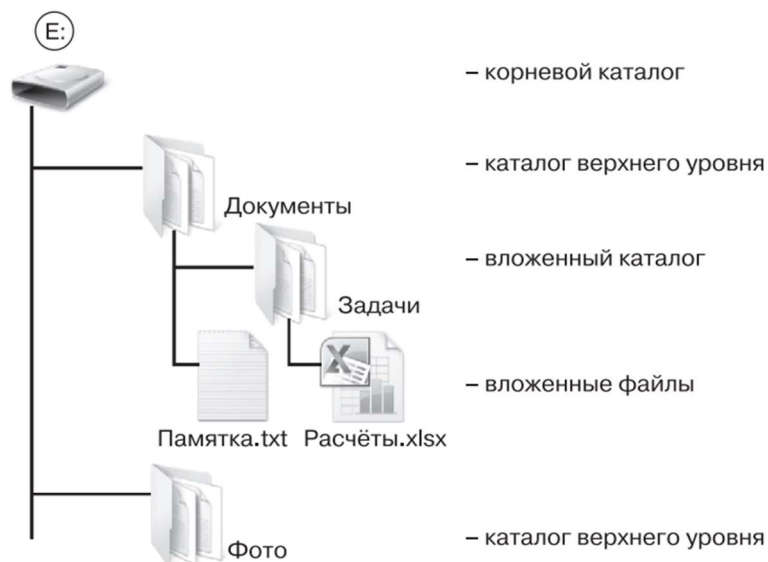 E:
– корневой каталог
– каталог верхнего уровня
Документы
– вложенный каталог
Задачи
– вложенные файлы
Памятка.txt Расчёты.xlsx
Фото
– каталог верхнего уровня